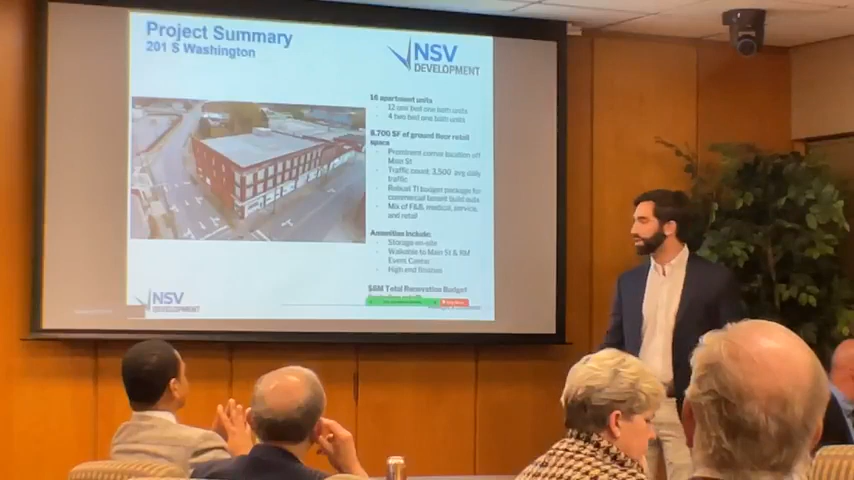 Project Summary
201 S Washington
NSV
DEVELOPMENT
16 apartment units
- 12 one bed one bath units
- 4 two bed one bath units
8,700 SF of ground floor retail
space
- Prominent corner location off
Main St
- Traffic count: 3,500 avg daily
traffic
- Robust TI budget package for
commercial tenant build outs
- Mix of F&B, medical, service,
and retail
Amenities Include:
- Storage on-site
- Walkable to Main St & RM
Event Center
- High end finishes
$6M Total Renovation Budget
NSV
DEVELOPMENT